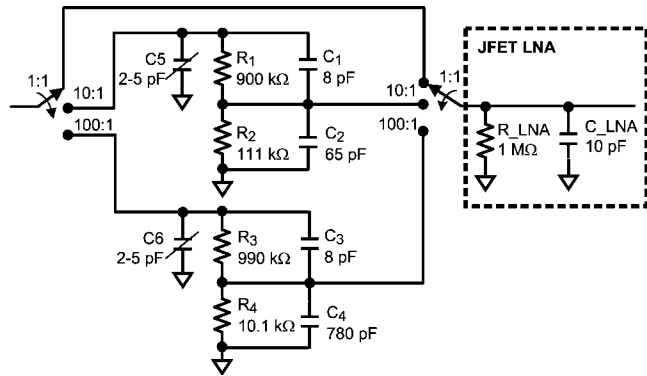 JFET LNA
1:1
C5
2-5 pF
R1
900 kΩ
C1
8 pF
1:1
10:1
10:1
100:1
100:1
R2
111 kΩ
C2
65 pF
R_LNA
1 MΩ
C_LNA
10 pF
C6
2-5 pF
R3
990 kΩ
C3
8 pF
R4
10.1 kΩ
C4
780 pF